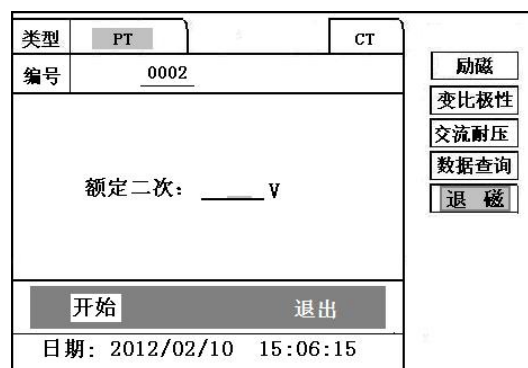 类型 PT CT
编号 0002
额定二次： V
开始 退出
日期： 2012/02/10 15:06:15
励磁
变比极性
交流耐压
数据查询
退 磁